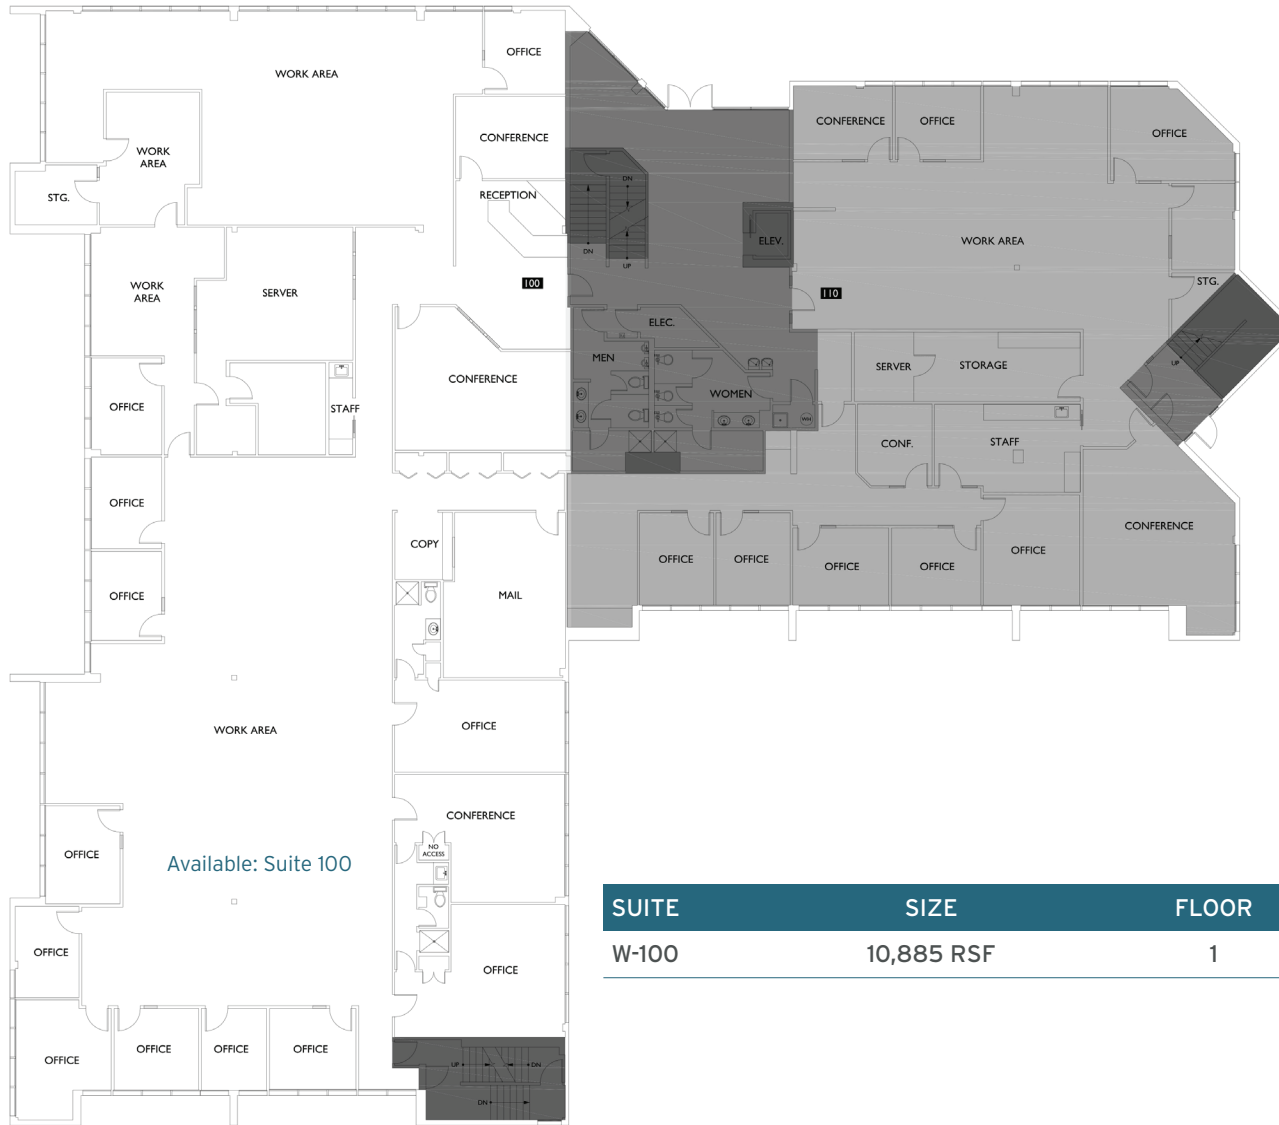 OFFICE
WORK AREA
CONFERENCE
OFFICE
OFFICE
CONFERENCE
WORK
AREA
DN
STG.
RECEPTION
ELEV.
WORK AREA
DN
UP
WORK
AREA
SERVER
100
110
STG.
ELEC.
MEN
UP
SERVER
STORAGE
CONFERENCE
WOMEN
OFFICE
STAFF
WH
CONF.
STAFF
OFFICE
CONFERENCE
COPY
OFFICE
OFFICE
OFFICE
OFFICE
OFFICE
OFFICE
MAIL
WORK AREA
OFFICE
CONFERENCE
NO
ACCESS
OFFICE
Available: Suite 100
SUITE SIZE FLOOR
W-100 10,885 RSF 1
OFFICE
OFFICE
OFFICE
OFFICE
OFFICE
OFFICE
UP
DN
DN